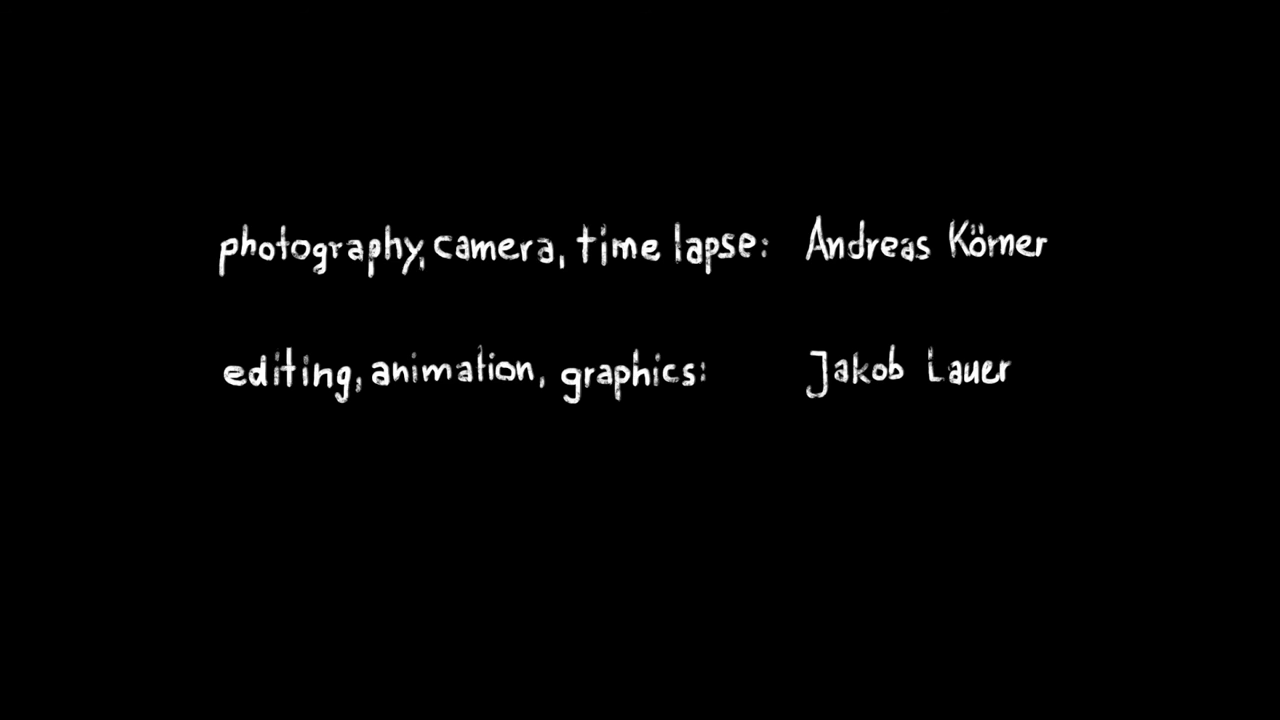 photography, camera, time lapse: Andreas Körner
editing, animation, graphics: Jakob Lauer